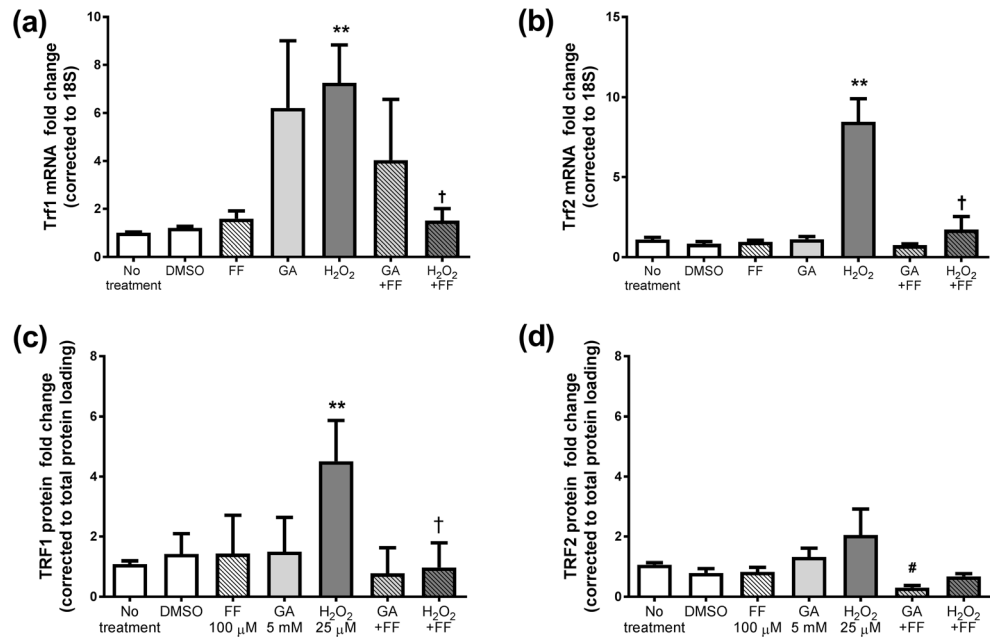 (a)
Trf1 mRNA fold change
(corrected to 18S)
10
8
6
4
2
0
**
†
No treatment
DMSO
FF
GA
H₂O₂
GA +FF
H₂O₂ +FF
(b)
Trf2 mRNA fold change
(corrected to 18S)
15
10
5
0
**
†
No treatment
DMSO
FF
GA
H₂O₂
GA +FF
H₂O₂ +FF
(c)
TRF1 protein fold change
(corrected to total protein loading)
8
6
4
2
0
**
†
No treatment
DMSO
FF 100 µM
GA 5 mM
H₂O₂ 25 µM
GA +FF
H₂O₂ +FF
(d)
TRF2 protein fold change
(corrected to total protein loading)
8
6
4
2
0
#
No treatment
DMSO
FF 100 µM
GA 5 mM
H₂O₂ 25 µM
GA +FF
H₂O₂ +FF